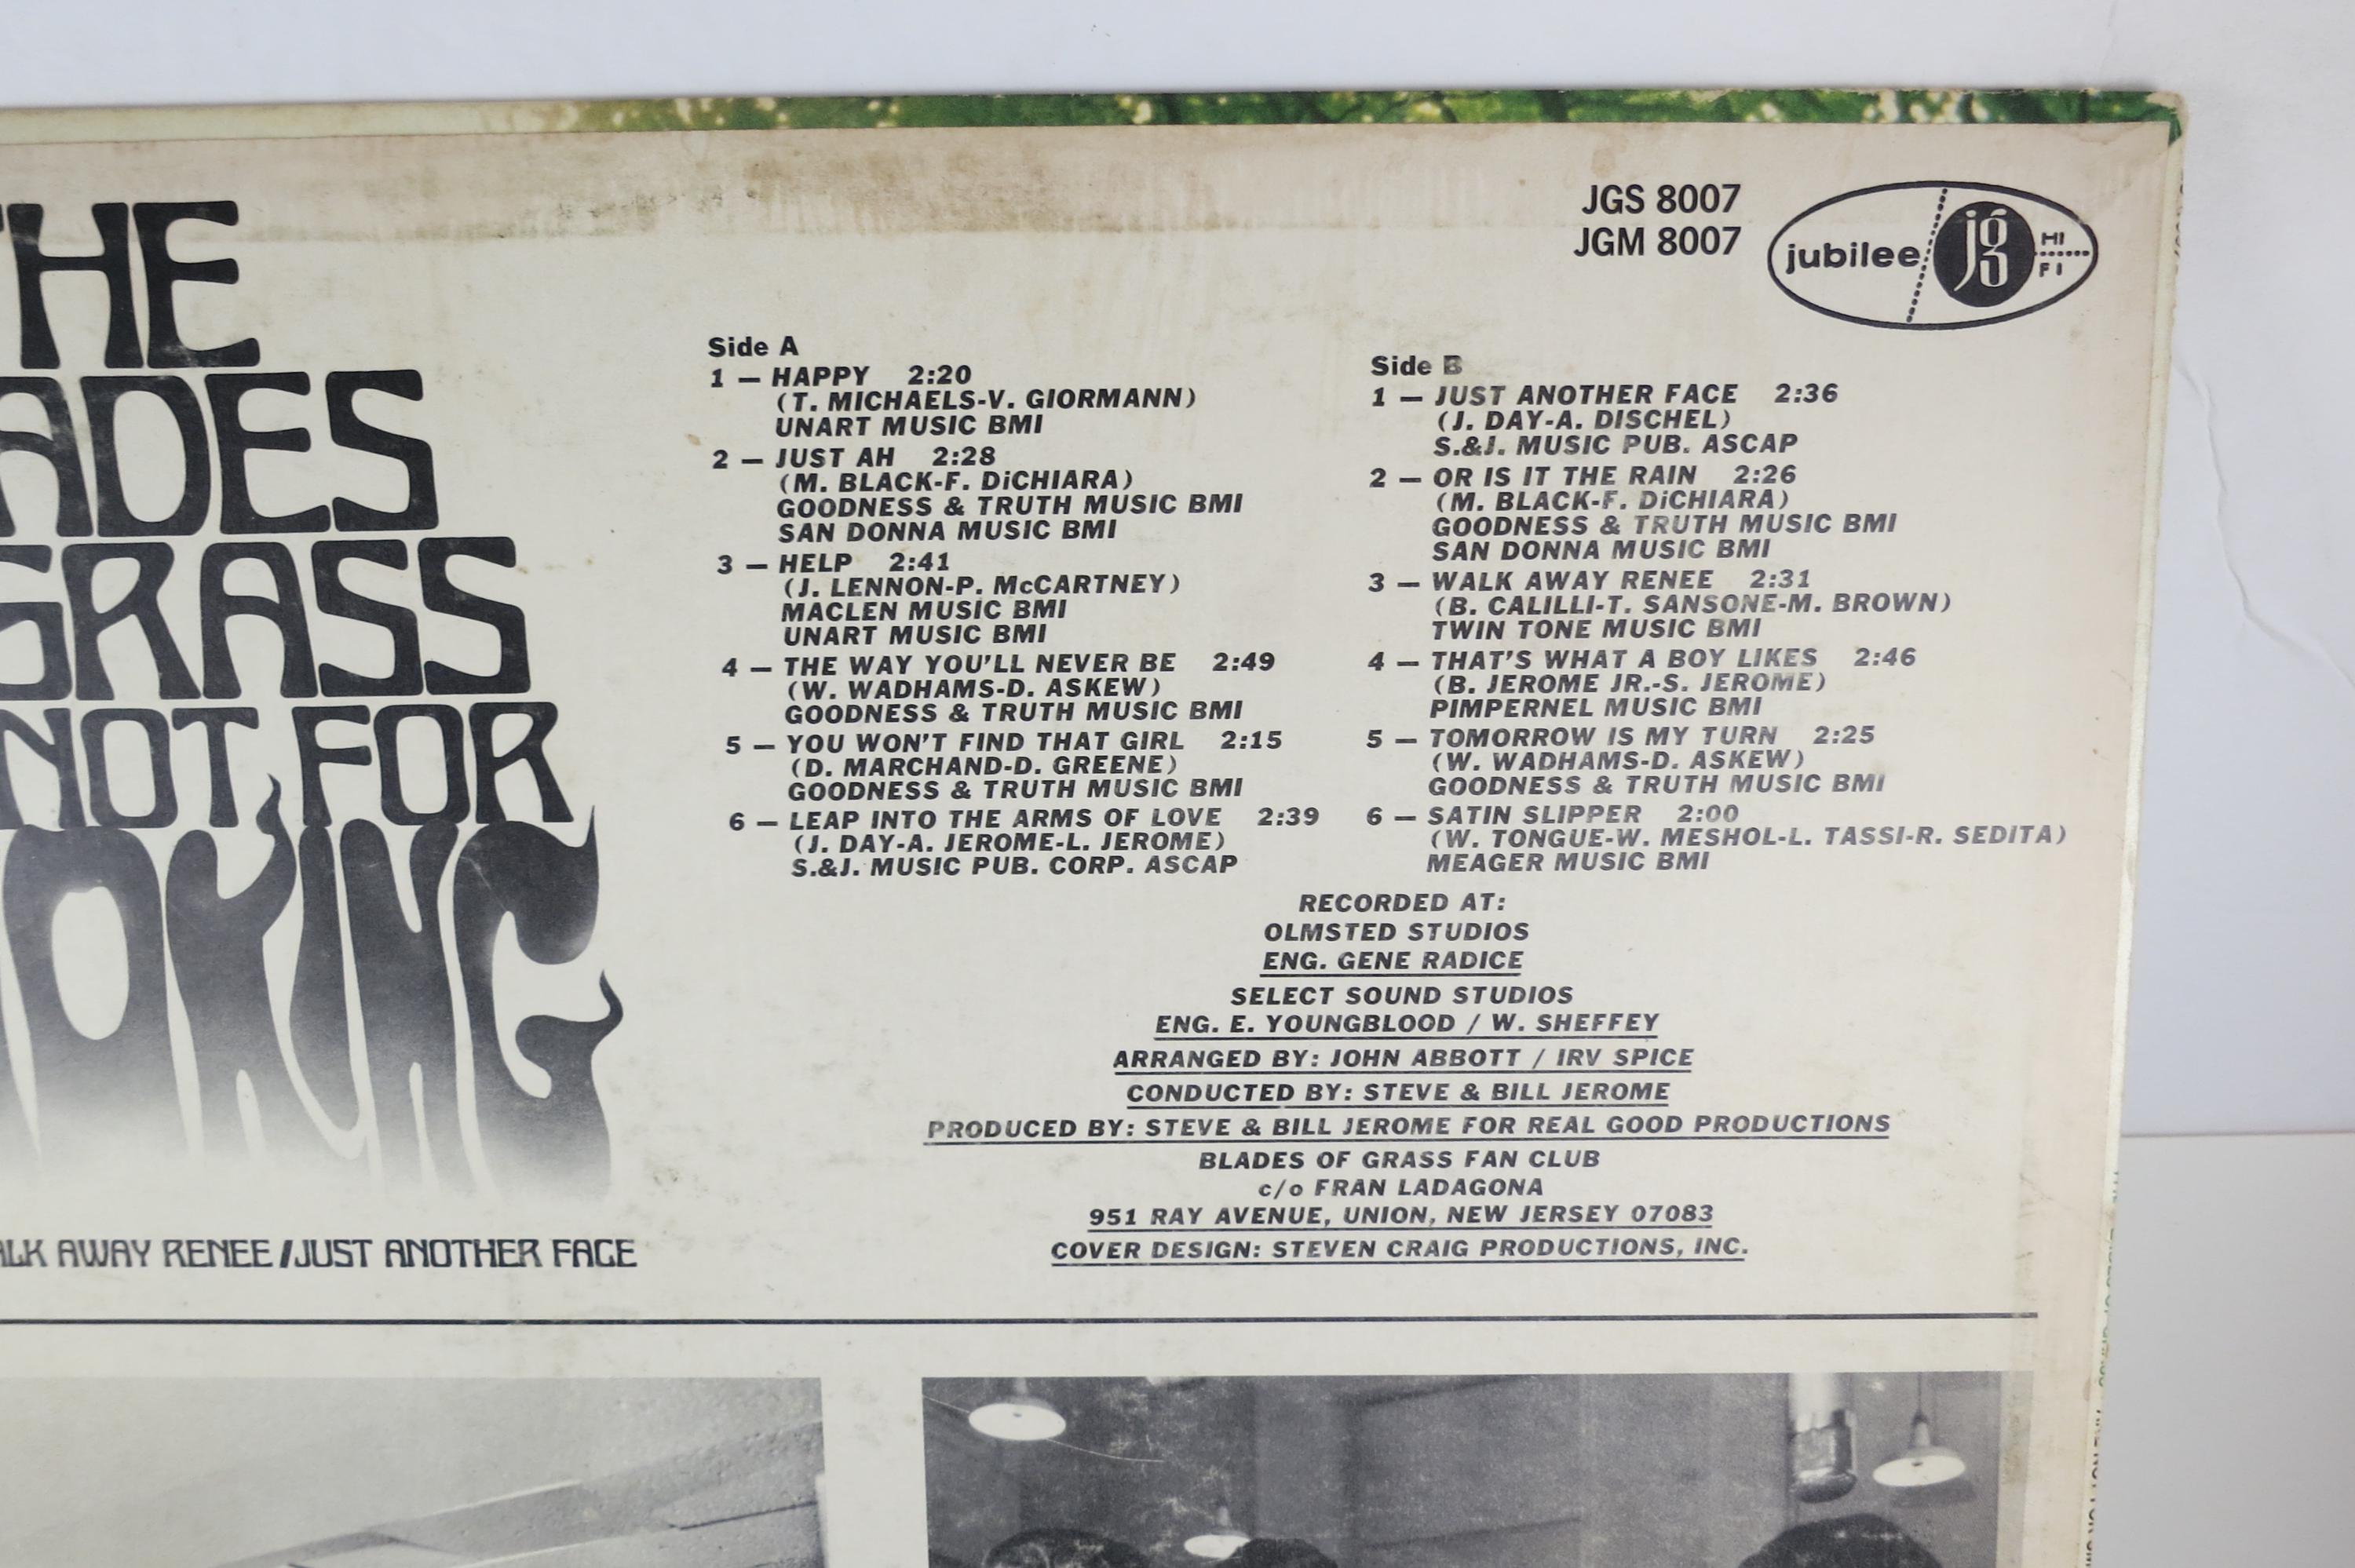 THE
ADES
GRASS
NOT FOR
JGS 8007
JGM 8007
jubilee jg HI FI
Side A
1 — HAPPY 2:20
(T. MICHAELS-V. GIORMANN)
UNART MUSIC BMI
2 — JUST AH 2:28
(M. BLACK-F. DiCHIARA)
GOODNESS & TRUTH MUSIC BMI
SAN DONNA MUSIC BMI
3 — HELP 2:41
(J. LENNON-P. McCARTNEY)
MACLEN MUSIC BMI
UNART MUSIC BMI
4 — THE WAY YOU'LL NEVER BE 2:49
(W. WADHAMS-D. ASKEW)
GOODNESS & TRUTH MUSIC BMI
5 — YOU WON'T FIND THAT GIRL 2:15
(D. MARCHAND-D. GREENE)
GOODNESS & TRUTH MUSIC BMI
6 — LEAP INTO THE ARMS OF LOVE 2:39
(J. DAY-A. JEROME-L. JEROME)
S.&J. MUSIC PUB. CORP. ASCAP
Side B
1 — JUST ANOTHER FACE 2:36
(J. DAY-A. DISCHEL)
S.&J. MUSIC PUB. ASCAP
2 — OR IS IT THE RAIN 2:26
(M. BLACK-F. DiCHIARA)
GOODNESS & TRUTH MUSIC BMI
SAN DONNA MUSIC BMI
3 — WALK AWAY RENEE 2:31
(B. CALILLI-T. SANSONE-M. BROWN)
TWIN TONE MUSIC BMI
4 — THAT'S WHAT A BOY LIKES 2:46
(B. JEROME JR.-S. JEROME)
PIMPERNEL MUSIC BMI
5 — TOMORROW IS MY TURN 2:25
(W. WADHAMS-D. ASKEW)
GOODNESS & TRUTH MUSIC BMI
6 — SATIN SLIPPER 2:00
(W. TONGUE-W. MESHOL-L. TASSI-R. SEDITA)
MEAGER MUSIC BMI
RECORDED AT:
OLMSTED STUDIOS
ENG. GENE RADICE
SELECT SOUND STUDIOS
ENG. E. YOUNGBLOOD / W. SHEFFEY
ARRANGED BY: JOHN ABBOTT / IRV SPICE
CONDUCTED BY: STEVE & BILL JEROME
PRODUCED BY: STEVE & BILL JEROME FOR REAL GOOD PRODUCTIONS
BLADES OF GRASS FAN CLUB
c/o FRAN LADAGONA
951 RAY AVENUE, UNION, NEW JERSEY 07083
COVER DESIGN: STEVEN CRAIG PRODUCTIONS, INC.
ALK AWAY RENEE / JUST ANOTHER FACE